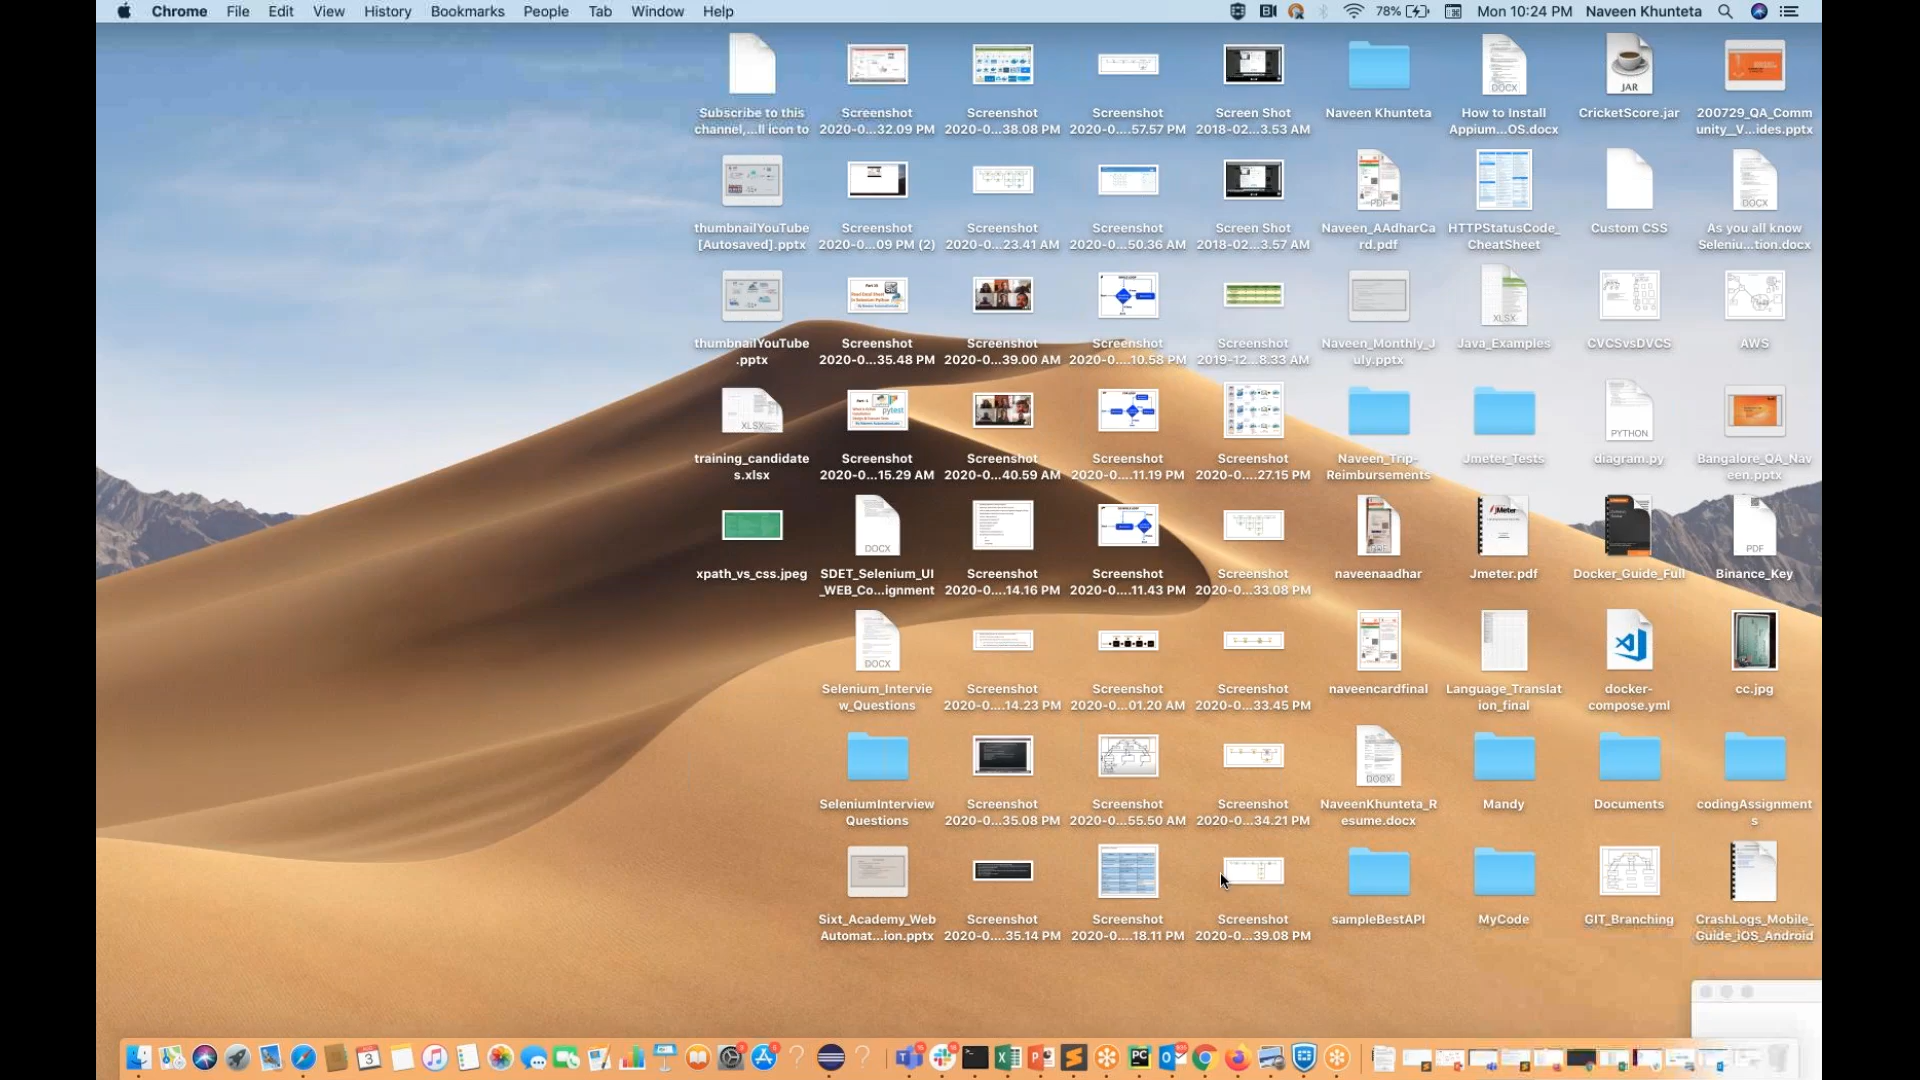 Chrome File Edit View History Bookmarks People Tab Window Help 78% Mon 10:24 PM Naveen Khunteta
Subscribe to this
channel,...ll icon to
Screenshot
2020-0...32.09 PM
Screenshot
2020-0...38.08 PM
Screenshot
2020-0....57.57 PM
Screen Shot
2018-02...3.53 AM
Naveen Khunteta
DOCX
How to Install
Appium...OS.docx
JAR
CricketScore.jar
200729_QA_Comm
unity__V...ides.pptx
thumbnailYouTube
[Autosaved].pptx
Screenshot
2020-0...09 PM (2)
Screenshot
2020-0...23.41 AM
Screenshot
2020-0...50.36 AM
Screen Shot
2018-02...3.57 AM
PDF
Naveen_AAdharCa
rd.pdf
HTTPStatusCode_
CheatSheet
Custom CSS
DOCX
As you all know
Seleniu...tion.docx
thumbnailYouTube
.pptx
Screenshot
2020-0...35.48 PM
Screenshot
2020-0...39.00 AM
Screenshot
2020-0....10.58 PM
Screenshot
2019-12...8.33 AM
Naveen_Monthly_J
uly.pptx
XLSX
Java_Examples
CVCSvsDVCS
AWS
XLSX
training_candidate
s.xlsx
pytest
Screenshot
2020-0...15.29 AM
Screenshot
2020-0...40.59 AM
Screenshot
2020-0....11.19 PM
Screenshot
2020-0....27.15 PM
Naveen_Trip-
Reimbursements
Jmeter_Tests
PYTHON
diagram.py
Bangalore_QA_Nav
een.pptx
xpath_vs_css.jpeg
DOCX
SDET_Selenium_UI
_WEB_Co...ignment
Screenshot
2020-0....14.16 PM
Screenshot
2020-0....11.43 PM
Screenshot
2020-0...33.08 PM
naveenaadhar
JMeter
Jmeter.pdf
Docker_Guide_Full
PDF
Binance_Key
DOCX
Selenium_Intervie
w_Questions
Screenshot
2020-0....14.23 PM
Screenshot
2020-0....01.20 AM
Screenshot
2020-0...33.45 PM
naveencardfinal
Language_Translat
ion_final
docker-
compose.yml
cc.jpg
SeleniumInterview
Questions
Screenshot
2020-0...35.08 PM
Screenshot
2020-0...55.50 AM
Screenshot
2020-0...34.21 PM
DOCX
NaveenKhunteta_R
esume.docx
Mandy
Documents
codingAssignment
s
Sixt_Academy_Web
Automat...ion.pptx
Screenshot
2020-0....35.14 PM
Screenshot
2020-0....18.11 PM
Screenshot
2020-0...39.08 PM
sampleBestAPI
MyCode
GIT_Branching
CrashLogs_Mobile_
Guide_iOS_Android
3
PC